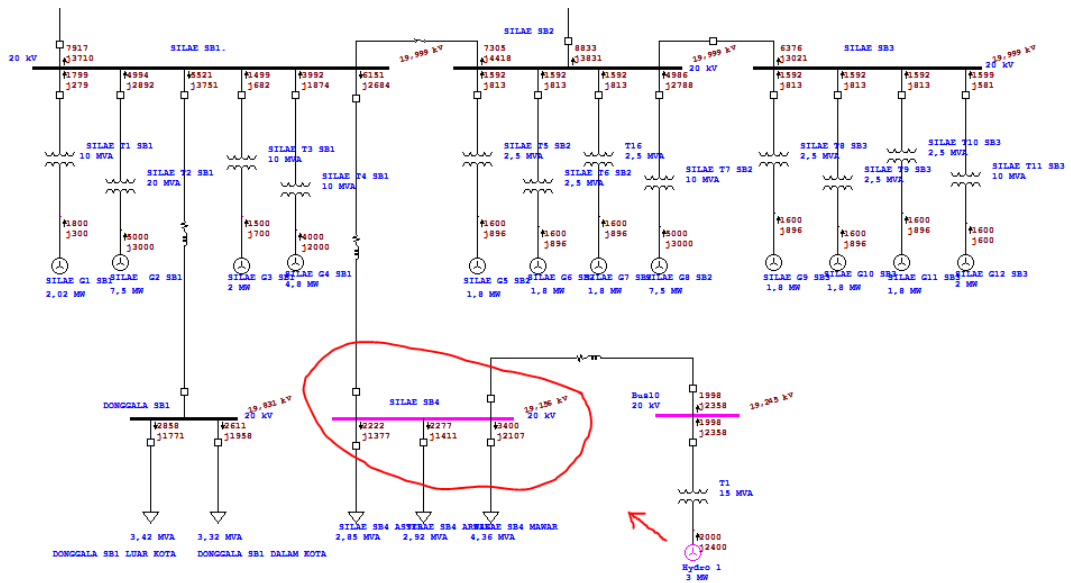 7917
j3710
SILAE SB1.
20 kV
19,999 kV
1799
j279
4994
j2892
5521
j3751
1499
j682
3992
j1874
6151
j2684
7305
j4418
SILAE SB2
8833
j3831
19,999 kV
20 kV
1592
j813
1592
j813
1592
j813
4986
j2788
6376
j3021
SILAE SB3
19,999 kV
20 kV
1592
j813
1592
j813
1592
j813
1599
j581
SILAE T1 SB1
10 MVA
SILAE T2 SB1
20 MVA
SILAE T3 SB1
10 MVA
SILAE T4 SB1
10 MVA
SILAE T5 SB2
2,5 MVA
SILAE T6 SB2
2,5 MVA
T16
2,5 MVA
SILAE T7 SB2
10 MVA
SILAE T8 SB3
2,5 MVA
SILAE T9 SB3
2,5 MVA
SILAE T10 SB3
2,5 MVA
SILAE T11 SB3
10 MVA
1800
j300
5000
j3000
1500
j700
4000
j2000
1600
j896
1600
j896
1600
j896
5000
j3000
1600
j896
1600
j896
1600
j896
1600
j600
SILAE G1 SB1
2,02 MW
SILAE G2 SB1
7,5 MW
SILAE G3 SB1
2 MW
SILAE G4 SB1
4,8 MW
SILAE G5 SB2
1,8 MW
SILAE G6 SB2
1,8 MW
SILAE G7 SB2
1,8 MW
SILAE G8 SB2
7,5 MW
SILAE G9 SB3
1,8 MW
SILAE G10 SB3
1,8 MW
SILAE G11 SB3
1,8 MW
SILAE G12 SB3
2 MW
DONGGALA SB1
19,831 kV
20 kV
2858
j1771
2611
j1958
3,42 MVA
3,32 MVA
DONGGALA SB1 LUAR KOTA
DONGGALA SB1 DALAM KOTA
SILAE SB4
19,156 kV
20 kV
2222
j1377
2277
j1411
3400
j2107
SILAE SB4
2,85 MVA
SB4
2,92 MVA
SB4 MAWAR
4,36 MVA
Bus10
20 kV
1998
j2358
19,245 kV
1998
j2358
T1
15 MVA
2000
j2400
Hydro 1
3 MW